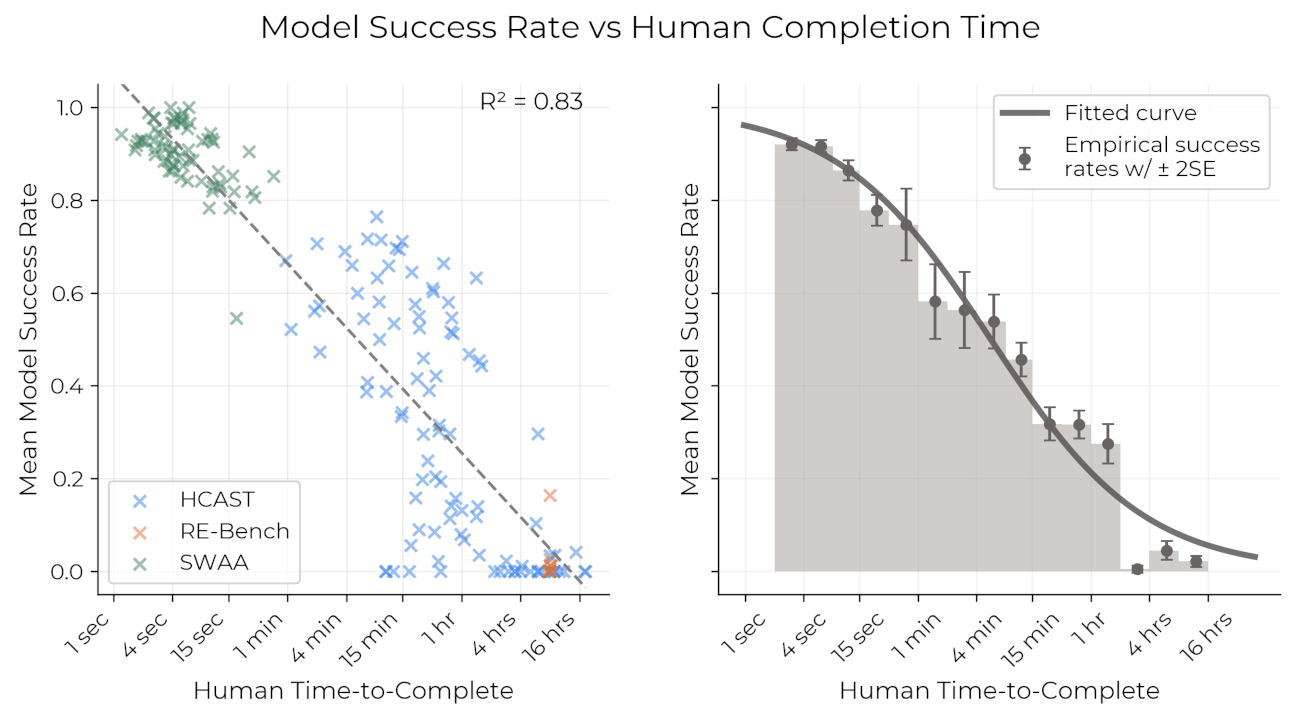 Model Success Rate vs Human Completion Time
R² = 0.83
Mean Model Success Rate
1.0
0.8
0.6
0.4
0.2
0.0
HCAST
RE-Bench
SWAA
1 sec
4 sec
15 sec
1 min
4 min
15 min
1 hr
4 hrs
16 hrs
Human Time-to-Complete
Fitted curve
Empirical success
rates w/ ± 2SE
Mean Model Success Rate
1 sec
4 sec
15 sec
1 min
4 min
15 min
1 hr
4 hrs
16 hrs
Human Time-to-Complete